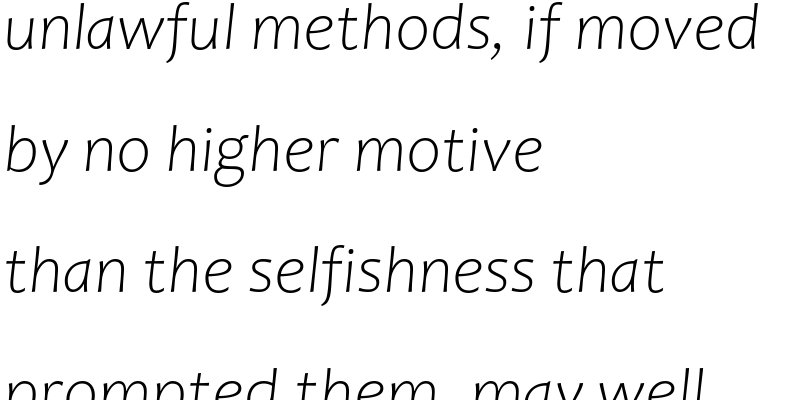 unlawful methods, if moved
by no higher motive
than the selfishness that
prompted them, may well